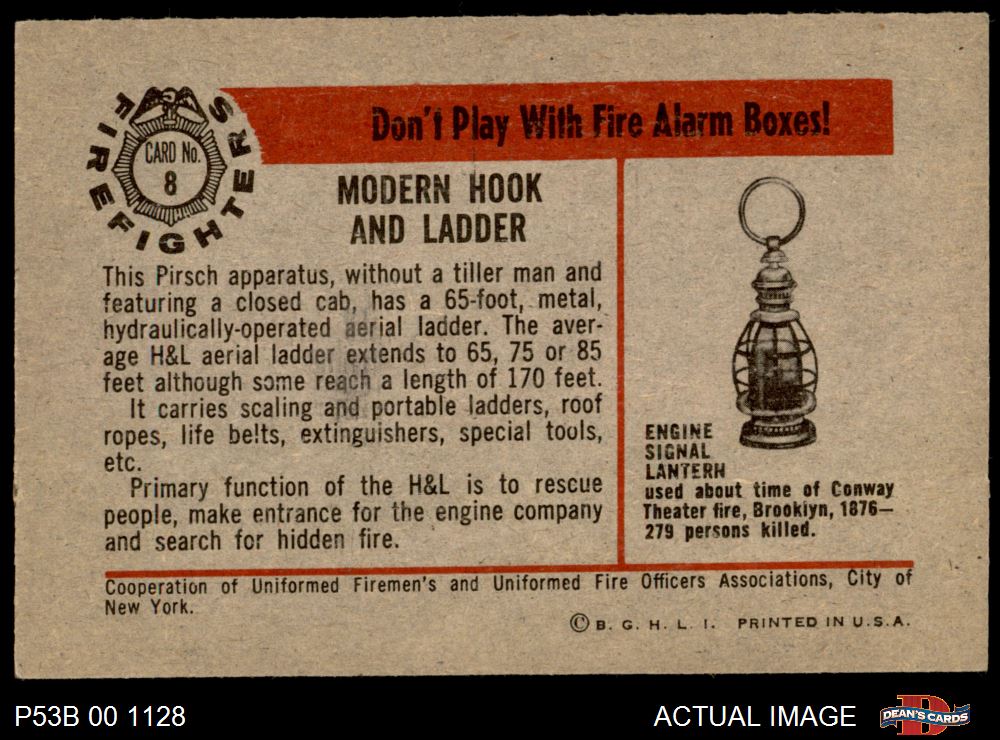 FIREFIGHTERS
CARD No.
8
Don't Play With Fire Alarm Boxes!
MODERN HOOK
AND LADDER
This Pirsch apparatus, without a tiller man and
featuring a closed cab, has a 65-foot, metal,
hydraulically-operated aerial ladder. The aver-
age H&L aerial ladder extends to 65, 75 or 85
feet although some reach a length of 170 feet.
It carries scaling and portable ladders, roof
ropes, life belts, extinguishers, special tools,
etc.
Primary function of the H&L is to rescue
people, make entrance for the engine company
and search for hidden fire.
ENGINE
SIGNAL
LANTERN
used about time of Conway
Theater fire, Brooklyn, 1876—
279 persons killed.
Cooperation of Uniformed Firemen's and Uniformed Fire Officers Associations, City of
New York.
© B. G. H. L. I. PRINTED IN U.S.A.
P53B 00 1128
ACTUAL IMAGE
D
DEAN'S CARDS